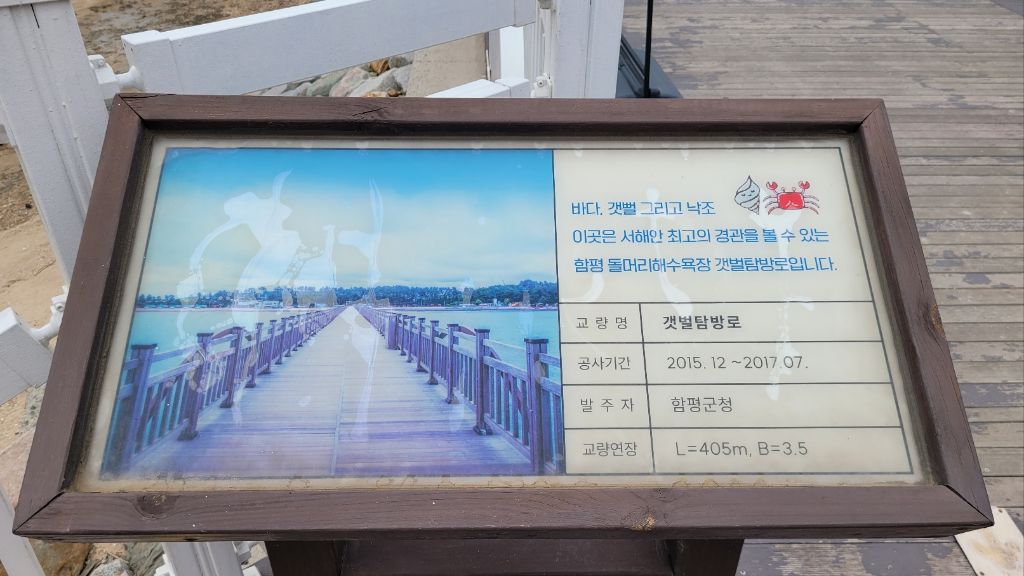 바다. 갯뻘 그리고 낙조
이곳은 서해안 최고의 경관을 볼 수 있는
함평 돌머리해수욕장 갯벌탐방로입니다.
교 량 명 갯벌탐방로
공사기간 2015. 12 ~2017.07.
발 주 자 함평군청
교량연장 L=405m, B=3.5